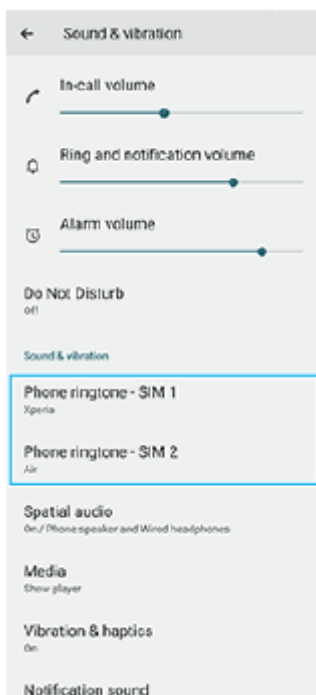 Sound & vibration
In-call volume
Ring and notification volume
Alarm volume
Do Not Disturb
Off
Sound & vibration
Phone ringtone - SIM 1
Xperia
Phone ringtone - SIM 2
Air
Spatial audio
On / Phone speaker and Wired headphones
Media
Show player
Vibration & haptics
On
Notification sound